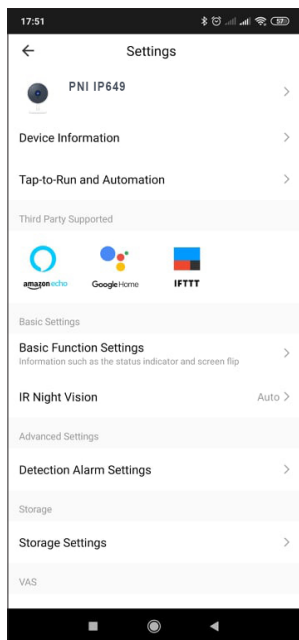 17:51
57
Settings
PNI IP649
Device Information
Tap-to-Run and Automation
Third Party Supported
amazon echo
Google Home
IFTTT
Basic Settings
Basic Function Settings
Information such as the status indicator and screen flip
IR Night Vision
Auto
Advanced Settings
Detection Alarm Settings
Storage
Storage Settings
VAS